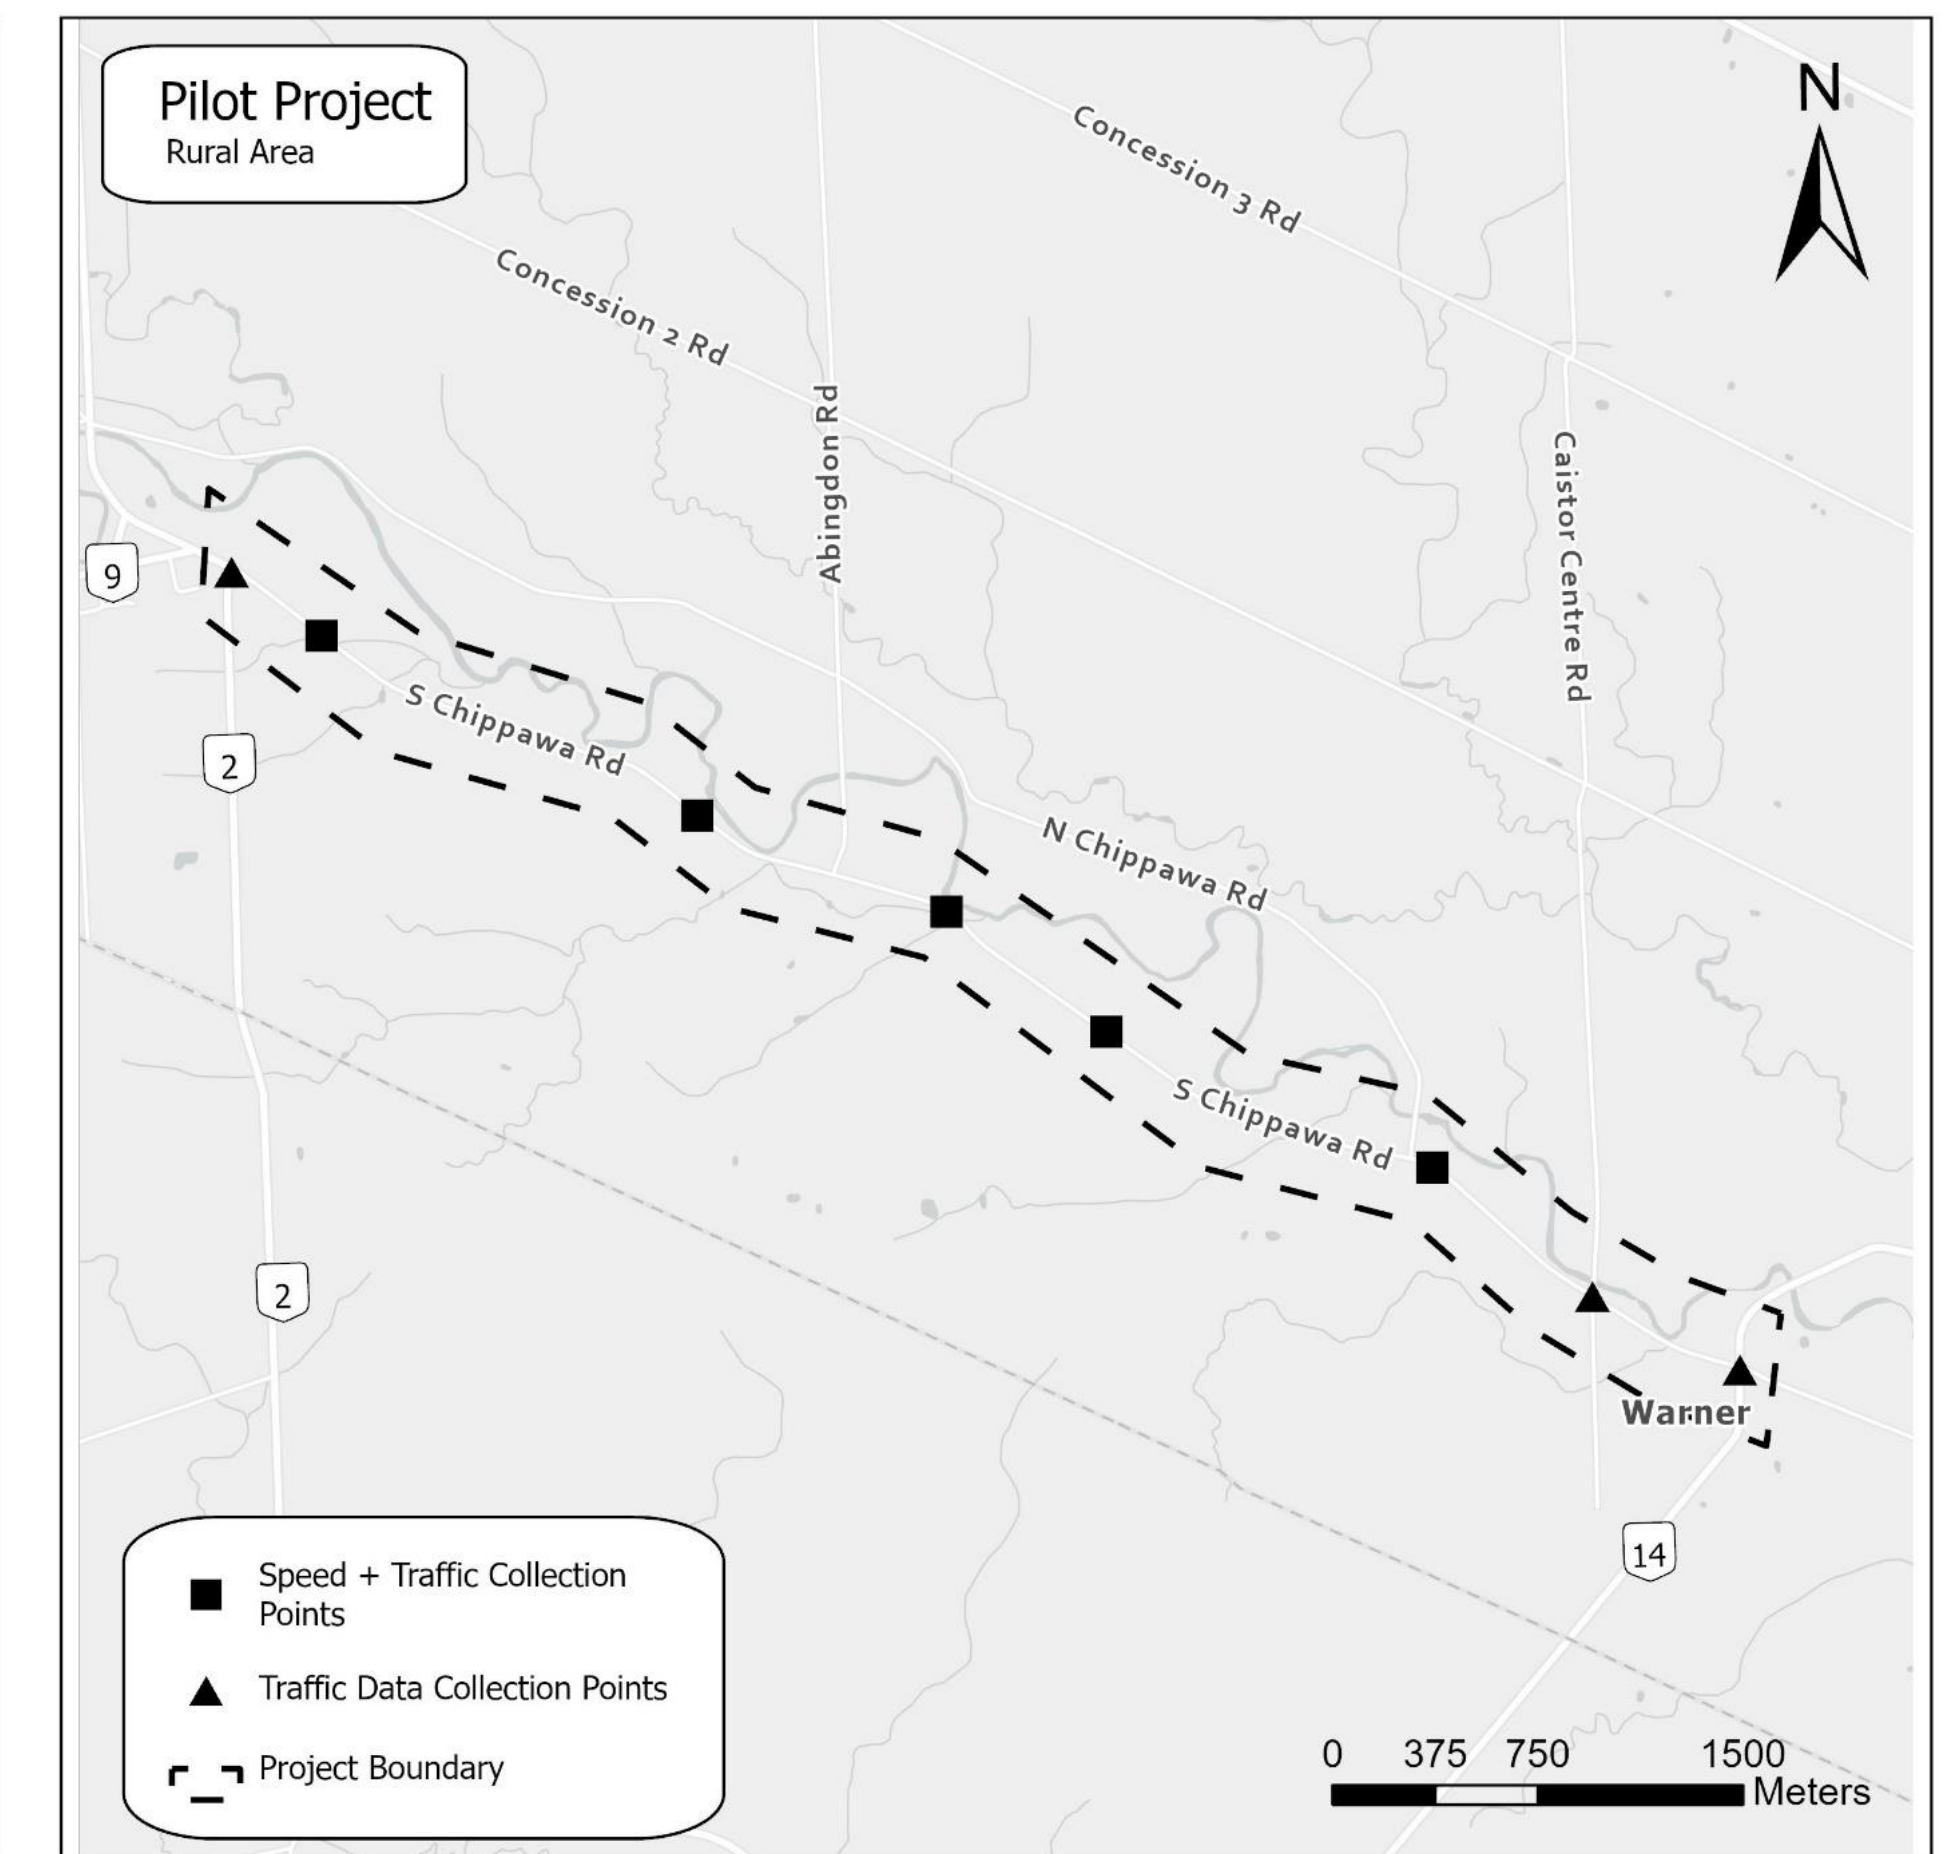 Pilot Project
Rural Area
N
Concession 3 Rd
Concession 2 Rd
Abingdon Rd
Caistor Centre Rd
9
2
S Chippawa Rd
N Chippawa Rd
S Chippawa Rd
2
Warner
14
Speed + Traffic Collection
Points
Traffic Data Collection Points
Project Boundary
0 375 750 1500
Meters